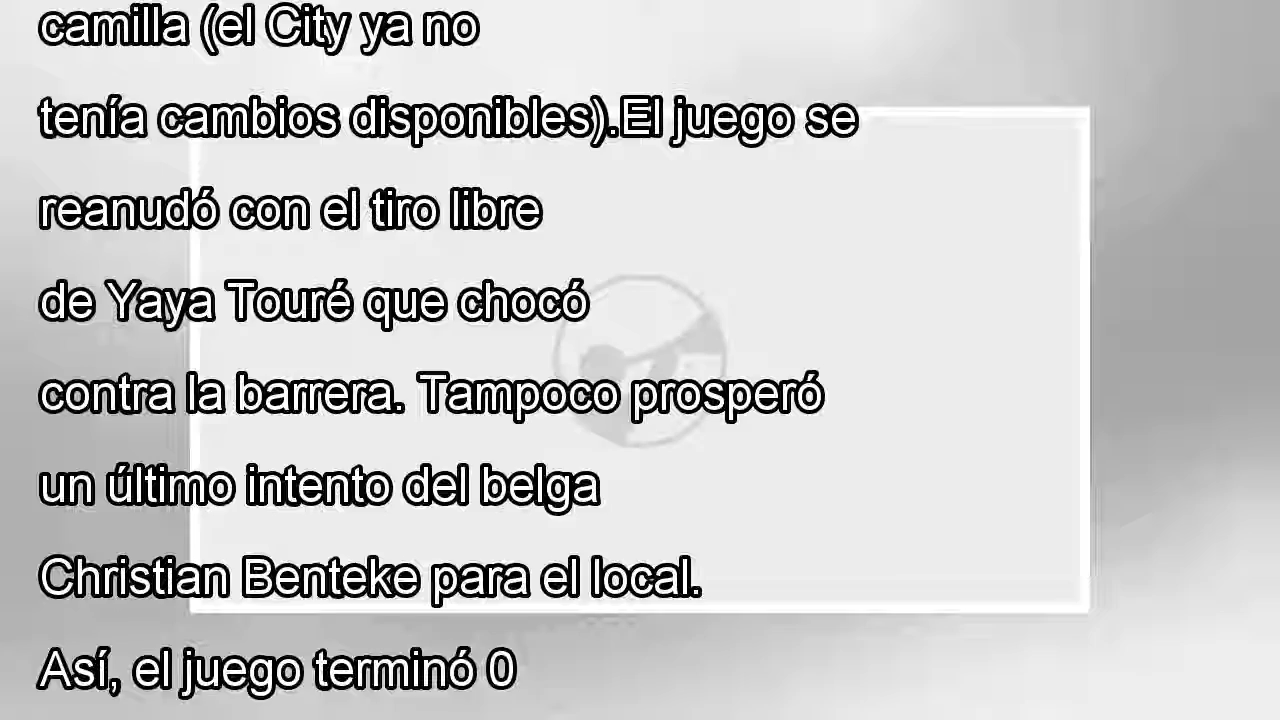 camilla (el City ya no
tenía cambios disponibles).El juego se
reanudó con el tiro libre
de Yaya Touré que chocó
contra la barrera. Tampoco prosperó
un último intento del belga
Christian Benteke para el local.
Así, el juego terminó 0